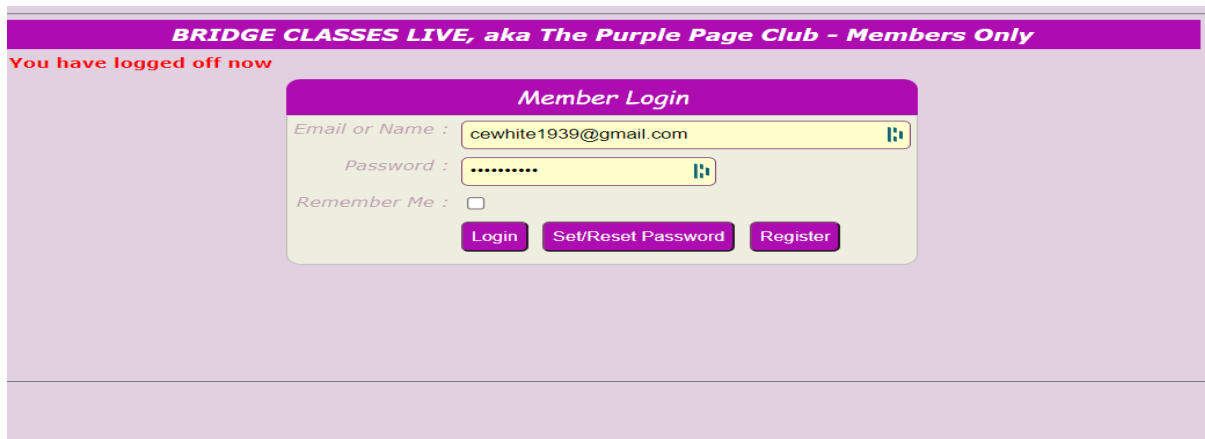 BRIDGE CLASSES LIVE, aka The Purple Page Club - Members Only
You have logged off now
Member Login
Email or Name : cewhite1939@gmail.com
Password : ••••••••••
Remember Me :
Login Set/Reset Password Register